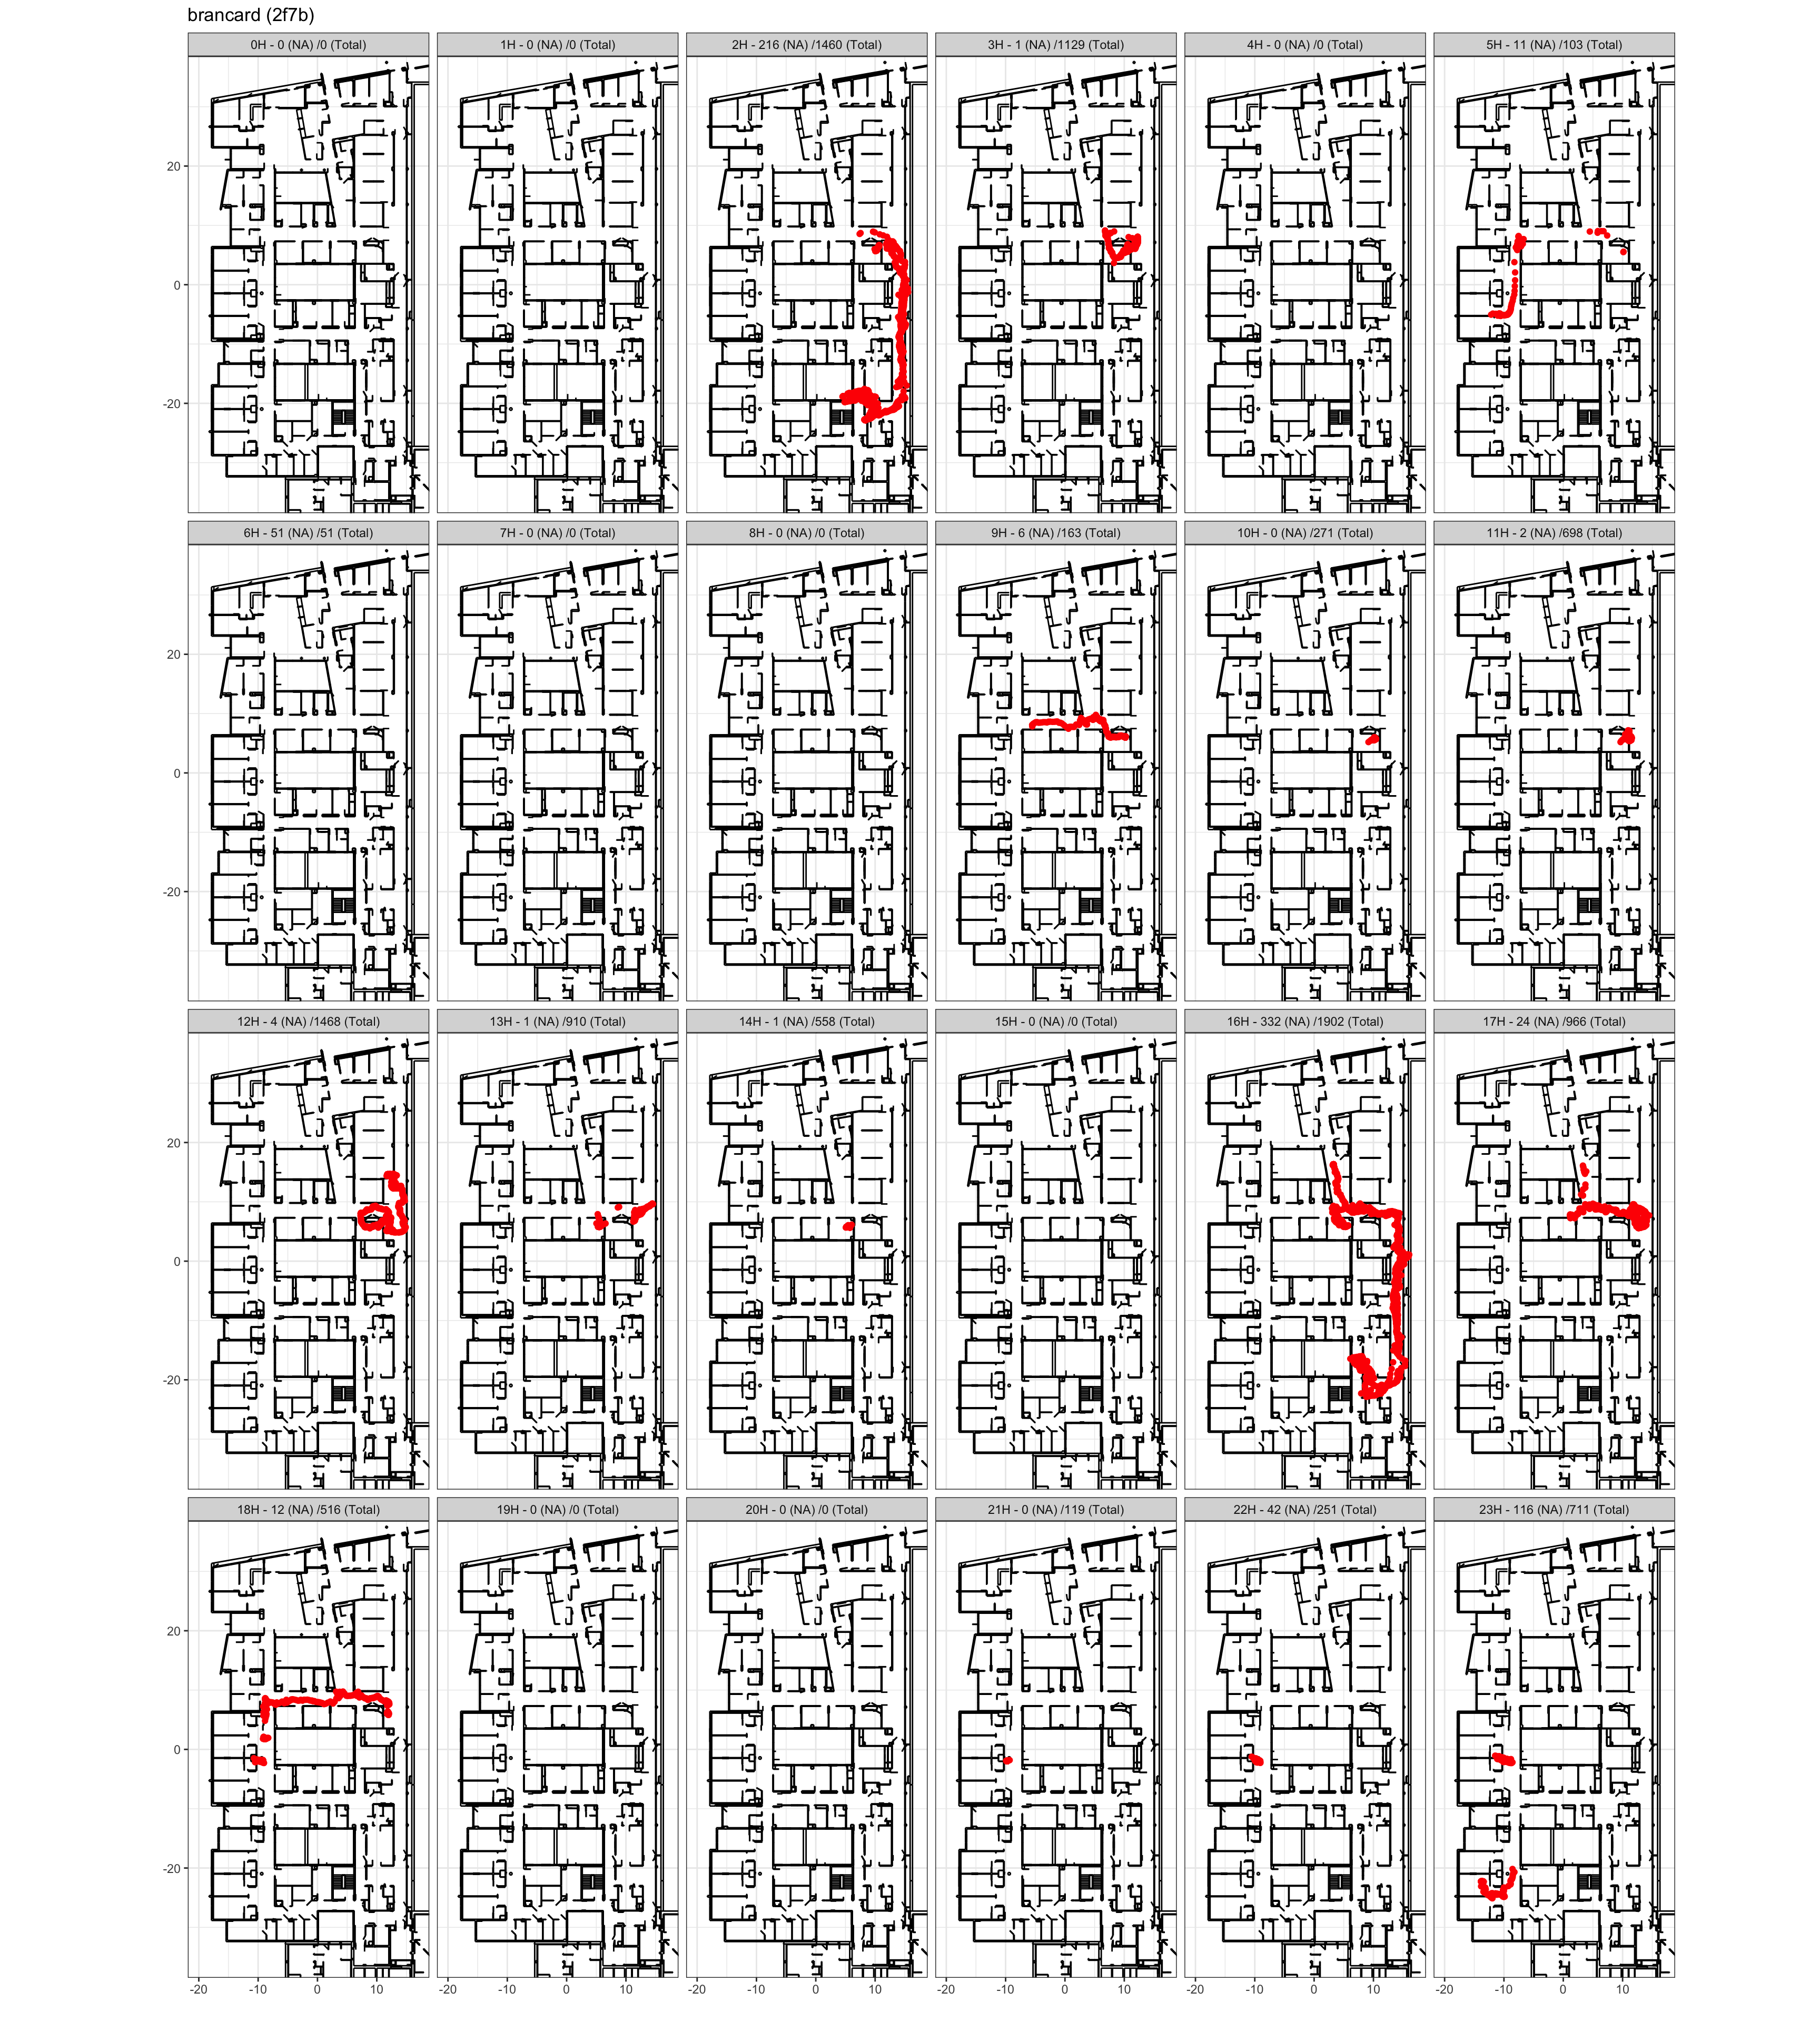 brancard (2f7b)
0H - 0 (NA) /0 (Total) 1H - 0 (NA) /0 (Total) 2H - 216 (NA) /1460 (Total) 3H - 1 (NA) /1129 (Total) 4H - 0 (NA) /0 (Total) 5H - 11 (NA) /103 (Total)
20
0
-20
6H - 51 (NA) /51 (Total) 7H - 0 (NA) /0 (Total) 8H - 0 (NA) /0 (Total) 9H - 6 (NA) /163 (Total) 10H - 0 (NA) /271 (Total) 11H - 2 (NA) /698 (Total)
20
0
-20
12H - 4 (NA) /1468 (Total) 13H - 1 (NA) /910 (Total) 14H - 1 (NA) /558 (Total) 15H - 0 (NA) /0 (Total) 16H - 332 (NA) /1902 (Total) 17H - 24 (NA) /966 (Total)
20
0
-20
18H - 12 (NA) /516 (Total) 19H - 0 (NA) /0 (Total) 20H - 0 (NA) /0 (Total) 21H - 0 (NA) /119 (Total) 22H - 42 (NA) /251 (Total) 23H - 116 (NA) /711 (Total)
20
0
-20
-20 -10 0 10 -20 -10 0 10 -20 -10 0 10 -20 -10 0 10 -20 -10 0 10 -20 -10 0 10